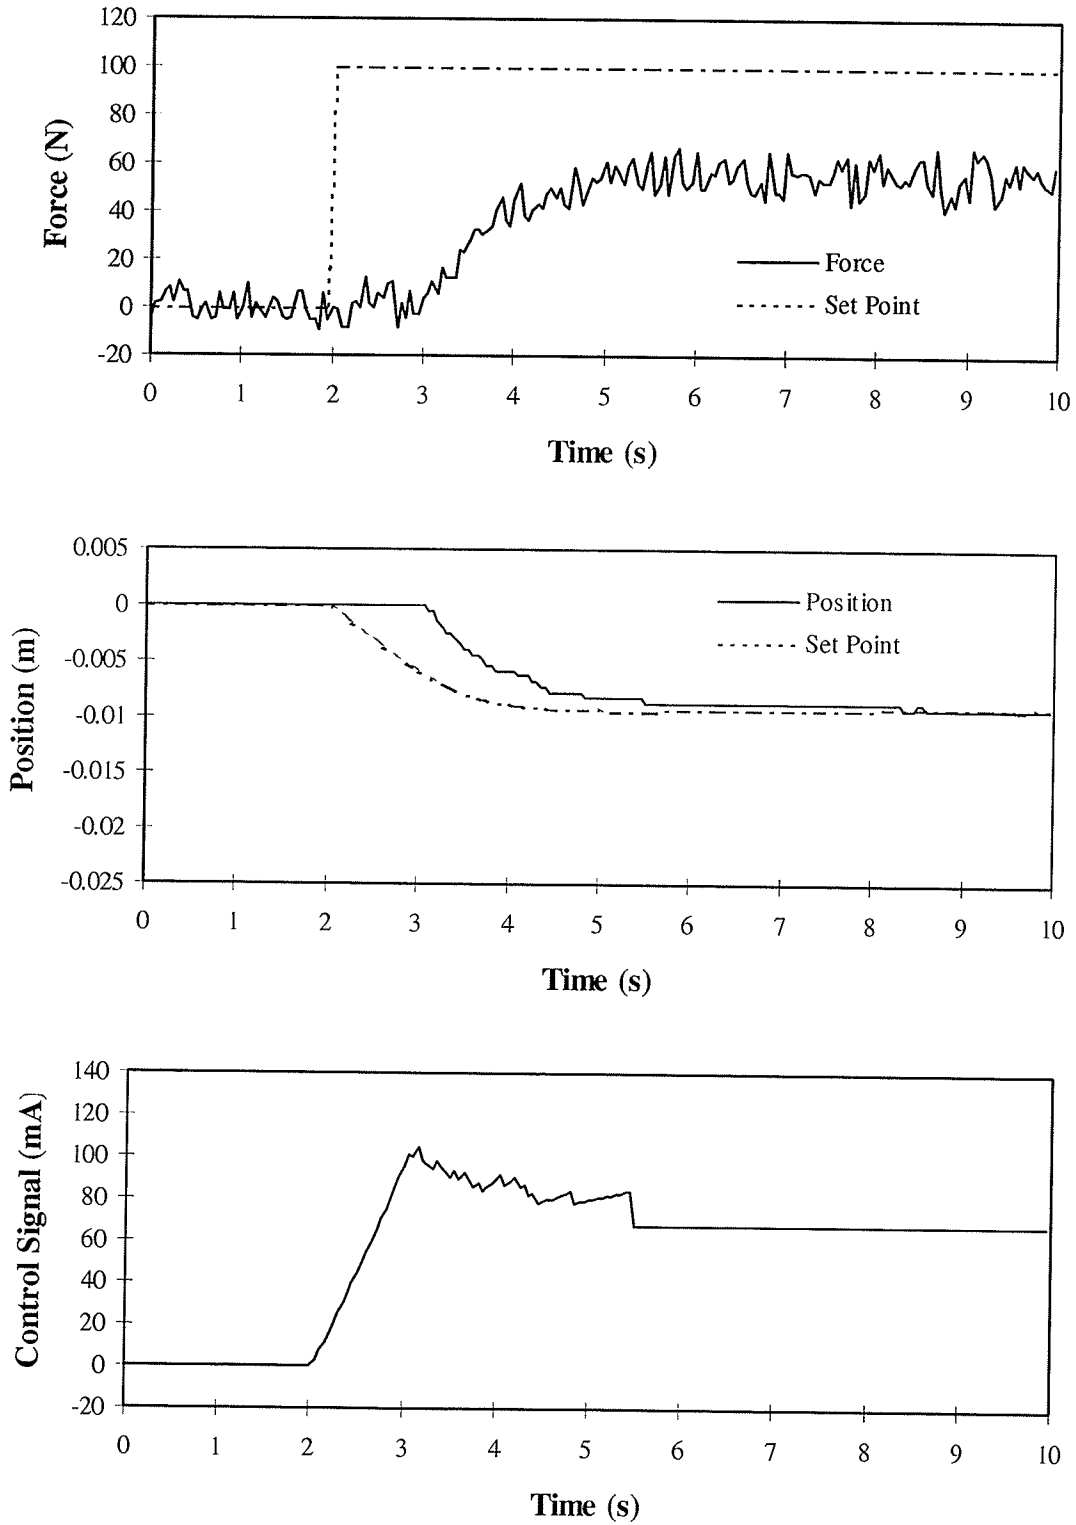 120
100
80
60
40
20
0
-20
Force (N)
Force
Set Point
0 1 2 3 4 5 6 7 8 9 10
Time (s)
0.005
0
-0.005
-0.01
-0.015
-0.02
-0.025
Position (m)
Position
Set Point
0 1 2 3 4 5 6 7 8 9 10
Time (s)
140
120
100
80
60
40
20
0
-20
Control Signal (mA)
0 1 2 3 4 5 6 7 8 9 10
Time (s)